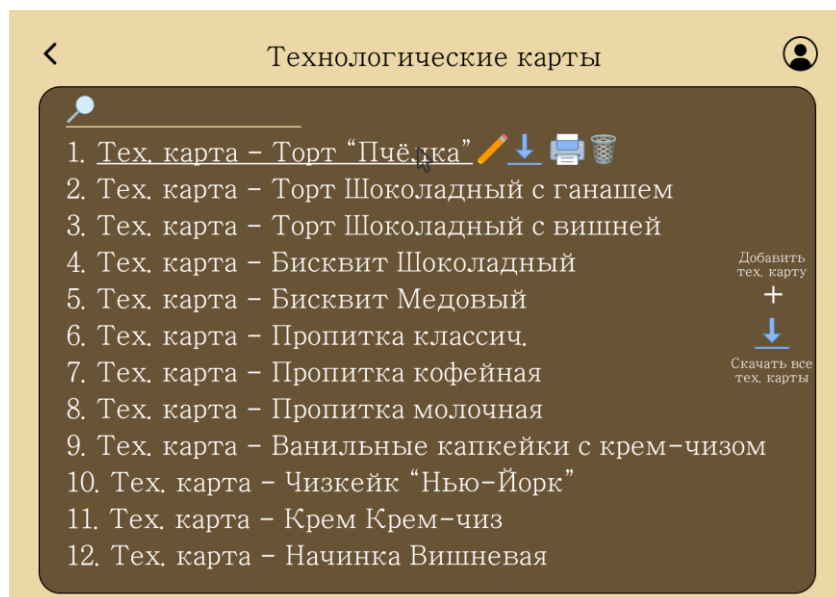 Технологические карты
1. Тех. карта – Торт “Пчёлка”
2. Тех. карта – Торт Шоколадный с ганашем
3. Тех. карта – Торт Шоколадный с вишней
4. Тех. карта – Бисквит Шоколадный
5. Тех. карта – Бисквит Медовый
6. Тех. карта – Пропитка классич.
7. Тех. карта – Пропитка кофейная
8. Тех. карта – Пропитка молочная
9. Тех. карта – Ванильные капкейки с крем-чизом
10. Тех. карта – Чизкейк “Нью-Йорк”
11. Тех. карта – Крем Крем-чиз
12. Тех. карта – Начинка Вишневая
Добавить
тех. карту
+
Скачать все
тех. карты